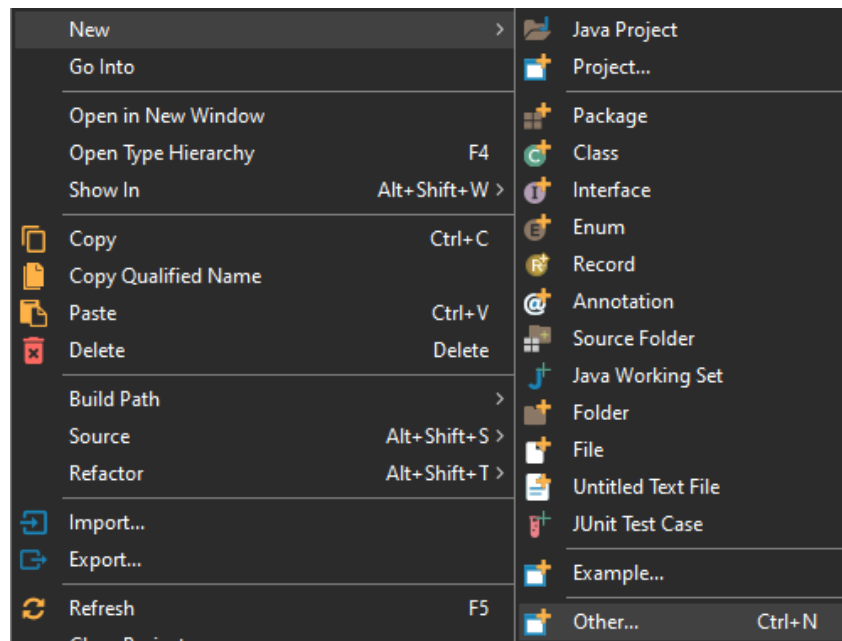 New >
Go Into
Open in New Window
Open Type Hierarchy F4
Show In Alt+Shift+W >
Copy Ctrl+C
Copy Qualified Name
Paste Ctrl+V
Delete Delete
Build Path >
Source Alt+Shift+S >
Refactor Alt+Shift+T >
Import...
Export...
Refresh F5
Java Project
Project...
Package
Class
Interface
Enum
Record
Annotation
Source Folder
Java Working Set
Folder
File
Untitled Text File
JUnit Test Case
Example...
Other... Ctrl+N